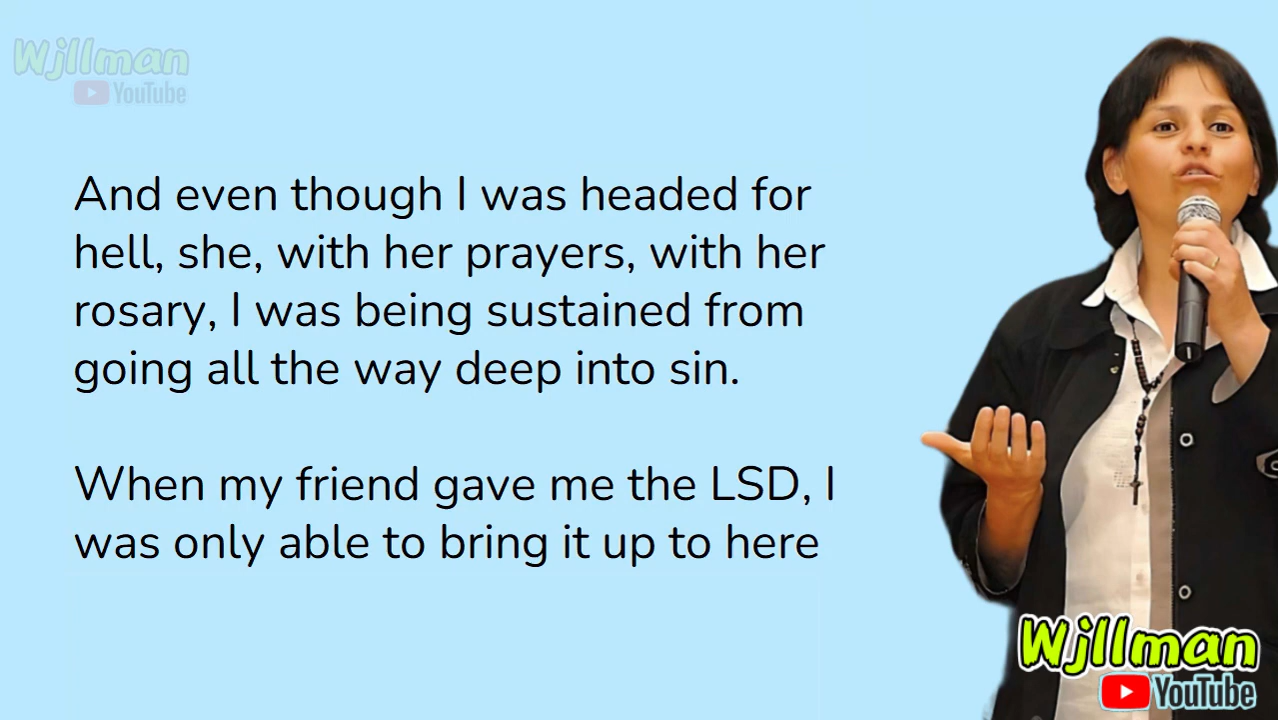 Wjllman
YouTube
And even though I was headed for
hell, she, with her prayers, with her
rosary, I was being sustained from
going all the way deep into sin.
When my friend gave me the LSD, I
was only able to bring it up to here
Wjllman
YouTube